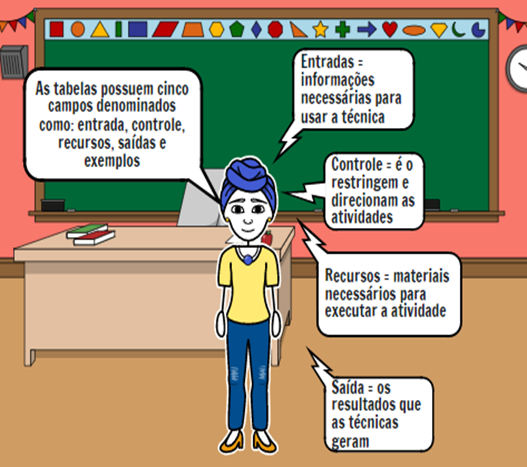 As tabelas possuem cinco
campos denominados
como: entrada, controle,
recursos, saídas e
exemplos
Entradas =
informações
necessárias para
usar a técnica
Controle = é o
restringem e
direcionam as
atividades
Recursos = materiais
necessários para
executar a atividade
Saída = os
resultados que
as técnicas
geram